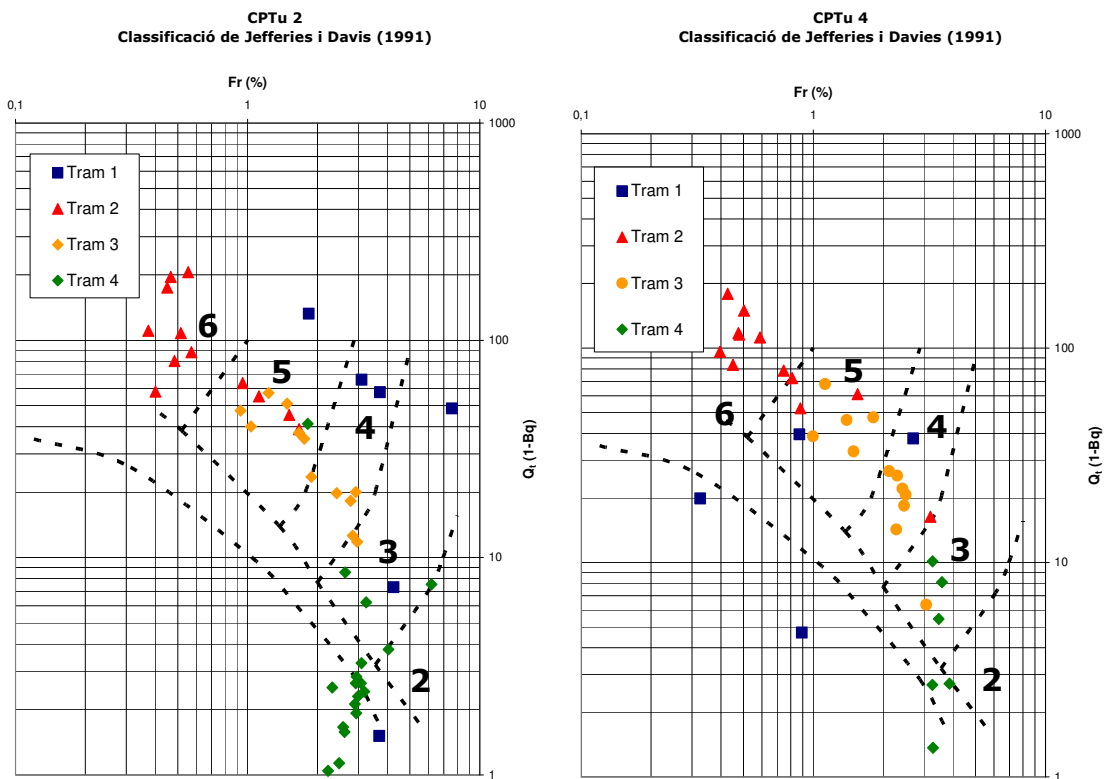 CPTu 2
Classificació de Jefferies i Davis (1991)
Fr (%)
0,1 1 10
1000
Tram 1
Tram 2
Tram 3
Tram 4
6
100
5
4
Qt (1-Bq)
10
3
2
1
CPTu 4
Classificació de Jefferies i Davies (1991)
Fr (%)
0,1 1 10
1000
Tram 1
Tram 2
Tram 3
Tram 4
100
5
6
4
Qt (1-Bq)
3
10
2
1